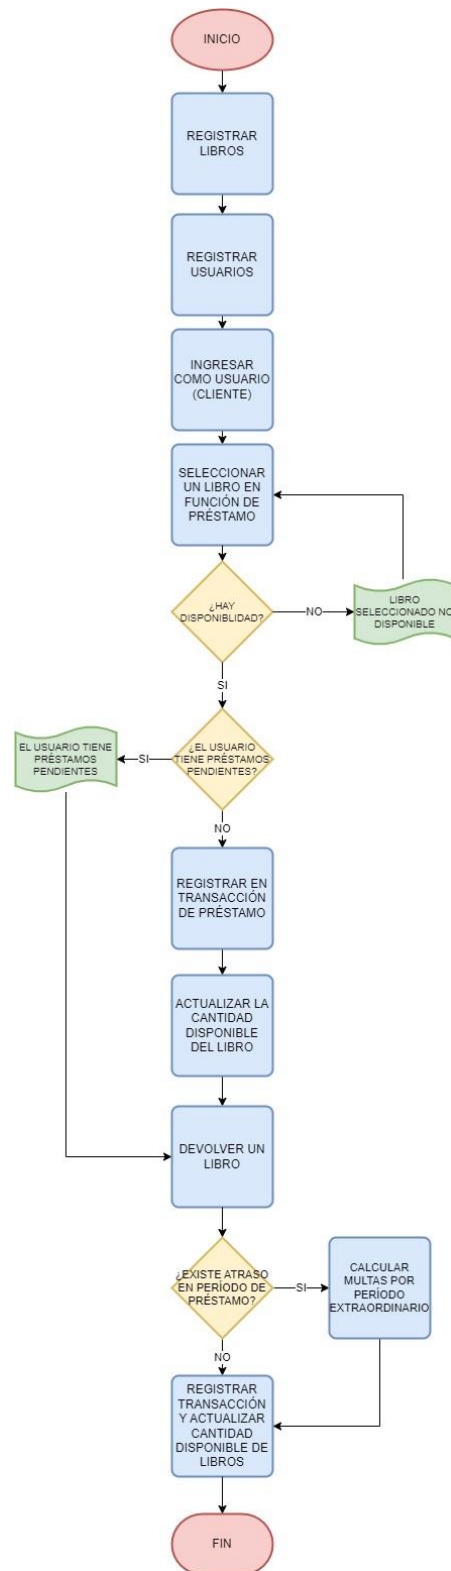 INICIO
REGISTRAR
LIBROS
REGISTRAR
USUARIOS
INGRESAR
COMO USUARIO
(CLIENTE)
SELECCIONAR
UN LIBRO EN
FUNCIÓN DE
PRÉSTAMO
¿HAY
DISPONIBLIDAD?
NO
LIBRO
SELECCIONADO NO
DISPONIBLE
SI
¿EL USUARIO
TIENE PRÉSTAMOS
PENDIENTES?
SI
EL USUARIO TIENE
PRÉSTAMOS
PENDIENTES
NO
REGISTRAR EN
TRANSACCIÓN
DE PRÉSTAMO
ACTUALIZAR LA
CANTIDAD
DISPONIBLE
DEL LIBRO
DEVOLVER UN
LIBRO
¿EXISTE ATRASO
EN PERÍODO DE
PRÉSTAMO?
SI
CALCULAR
MULTAS POR
PERÍODO
EXTRAORDINARIO
NO
REGISTRAR
TRANSACCIÓN
Y ACTUALIZAR
CANTIDAD
DISPONIBLE DE
LIBROS
FIN